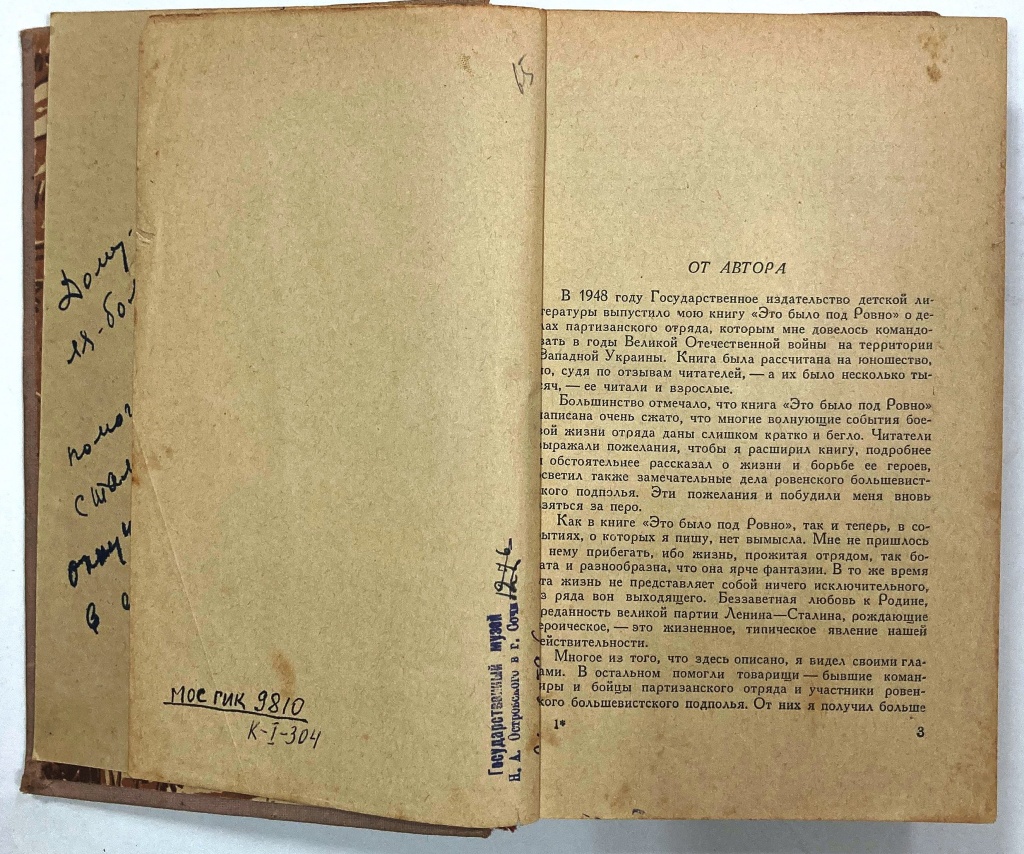 Дому-
ля-бол
помог
стал
в
15
МОС ГИК 9810
К-I-304
Государственный музей
Н. А. Островского в г. Сочи
ОТ АВТОРА
В 1948 году Государственное издательство детской ли-
тературы выпустило мою книгу «Это было под Ровно» о де-
лах партизанского отряда, которым мне довелось командо-
вать в годы Великой Отечественной войны на территории
Западной Украины. Книга была рассчитана на юношество,
но, судя по отзывам читателей, — а их было несколько ты-
сяч, — ее читали и взрослые.
Большинство отмечало, что книга «Это было под Ровно»
написана очень сжато, что многие волнующие события бое-
вой жизни отряда даны слишком кратко и бегло. Читатели
выражали пожелания, чтобы я расширил книгу, подробнее
и обстоятельнее рассказал о жизни и борьбе ее героев,
осветил также замечательные дела ровенского большевист-
кого подполья. Эти пожелания и побудили меня вновь
взяться за перо.
Как в книге «Это было под Ровно», так и теперь, в со-
бытиях, о которых я пишу, нет вымысла. Мне не пришлось
к нему прибегать, ибо жизнь, прожитая отрядом, так бо-
гата и разнообразна, что она ярче фантазии. В то же время
эта жизнь не представляет собой ничего исключительного,
из ряда вон выходящего. Беззаветная любовь к Родине,
преданность великой партии Ленина—Сталина, рождающие
героическое, — это жизненное, типическое явление нашей
действительности.
Многое из того, что здесь описано, я видел своими гла-
зами. В остальном помогли товарищи — бывшие коман-
диры и бойцы партизанского отряда и участники ровен-
ского большевистского подполья. От них я получил больше
1*
3